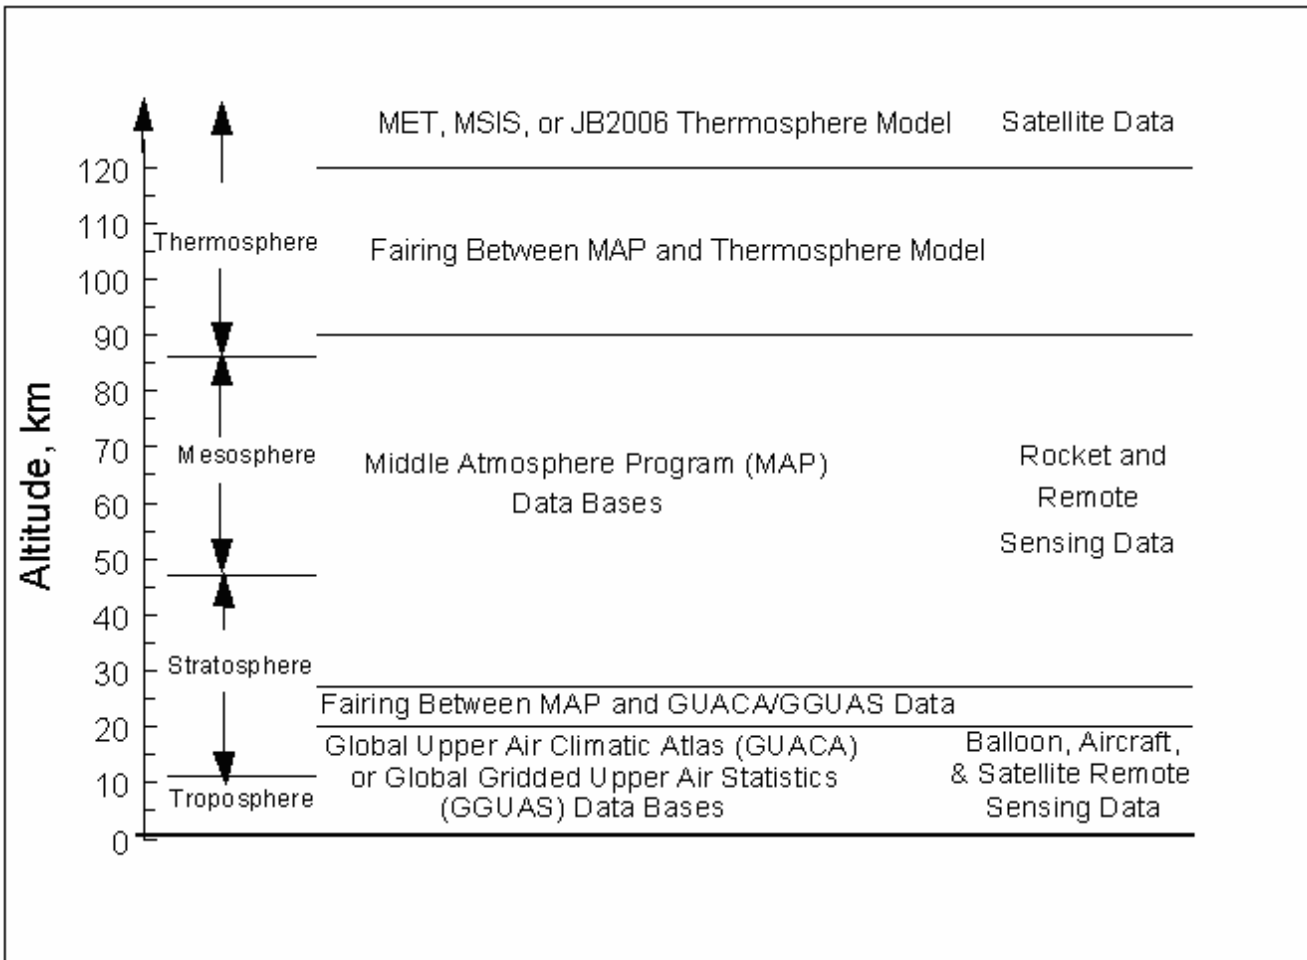 MET, MSIS, or JB2006 Thermosphere Model
Satellite Data
120
110
Thermosphere
Fairing Between MAP and Thermosphere Model
100
90
80
Altitude, km
70
Mesosphere
Middle Atmosphere Program (MAP)
Data Bases
Rocket and
Remote
Sensing Data
60
50
40
Stratosphere
30
Fairing Between MAP and GUACA/GGUAS Data
20
Global Upper Air Climatic Atlas (GUACA)
or Global Gridded Upper Air Statistics
(GGUAS) Data Bases
Balloon, Aircraft,
& Satellite Remote
Sensing Data
10
Troposphere
0